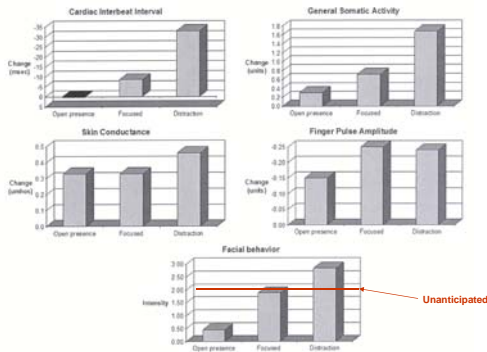 Cardiac Interbeat Interval
Change
(msec)
-35
-30
-25
-20
-15
-10
-5
0
5
Open presence Focused Distraction
General Somatic Activity
Change
(units)
1.8
1.6
1.4
1.2
1.0
0.8
0.6
0.4
0.2
0.0
Open presence Focused Distraction
Skin Conductance
Change
(umhos)
0.5
0.4
0.3
0.2
0.1
0.0
Open presence Focused Distraction
Finger Pulse Amplitude
Change
(units)
-0.25
-0.20
-0.15
-0.10
-0.05
0.00
Open presence Focused Distraction
Facial behavior
Intensity
3.00
2.50
2.00
1.50
1.00
0.50
0.00
Open presence Focused Distraction
Unanticipated